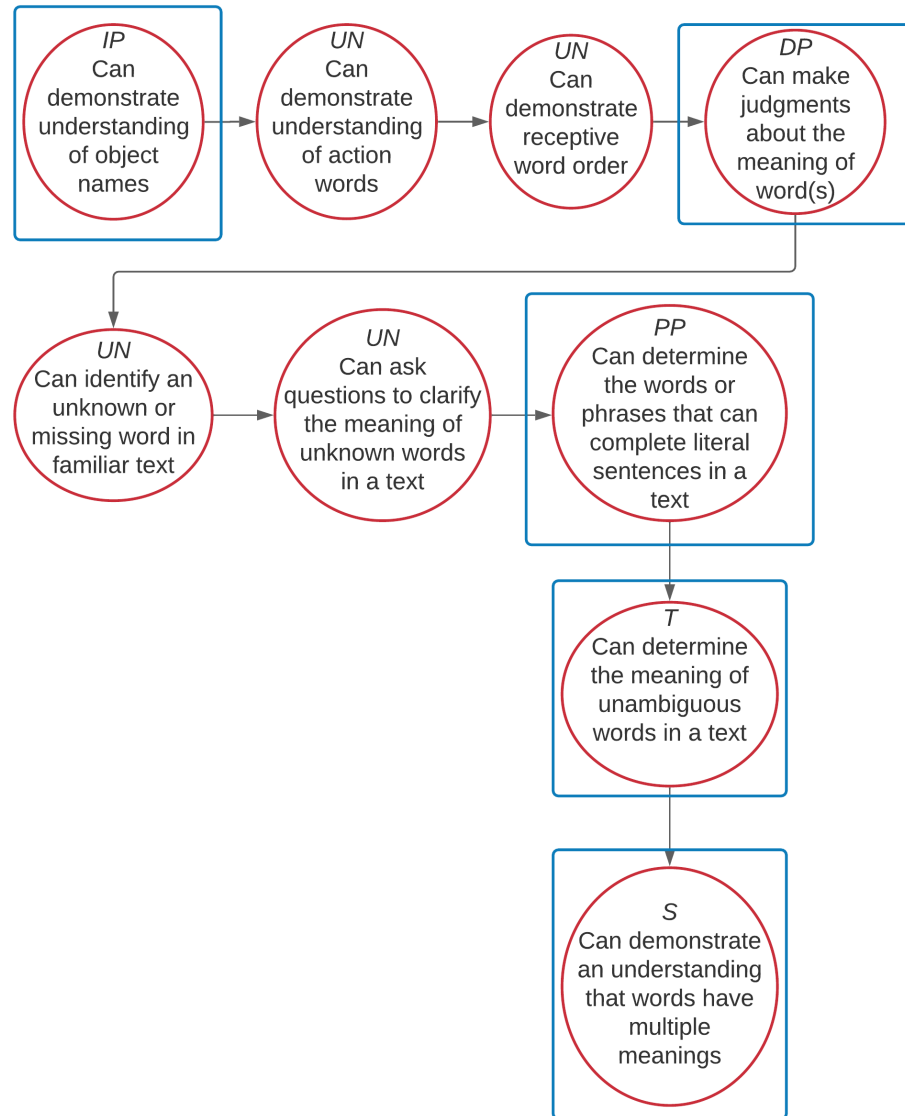 IP
Can
demonstrate
understanding
of object
names
UN
Can
demonstrate
understanding
of action
words
UN
Can
demonstrate
receptive
word order
DP
Can make
judgments
about the
meaning of
word(s)
UN
Can identify an
unknown or
missing word in
familiar text
UN
Can ask
questions to clarify
the meaning of
unknown words
in a text
PP
Can determine
the words or
phrases that can
complete literal
sentences in a
text
T
Can determine
the meaning of
unambiguous
words in a text
S
Can demonstrate
an understanding
that words have
multiple
meanings